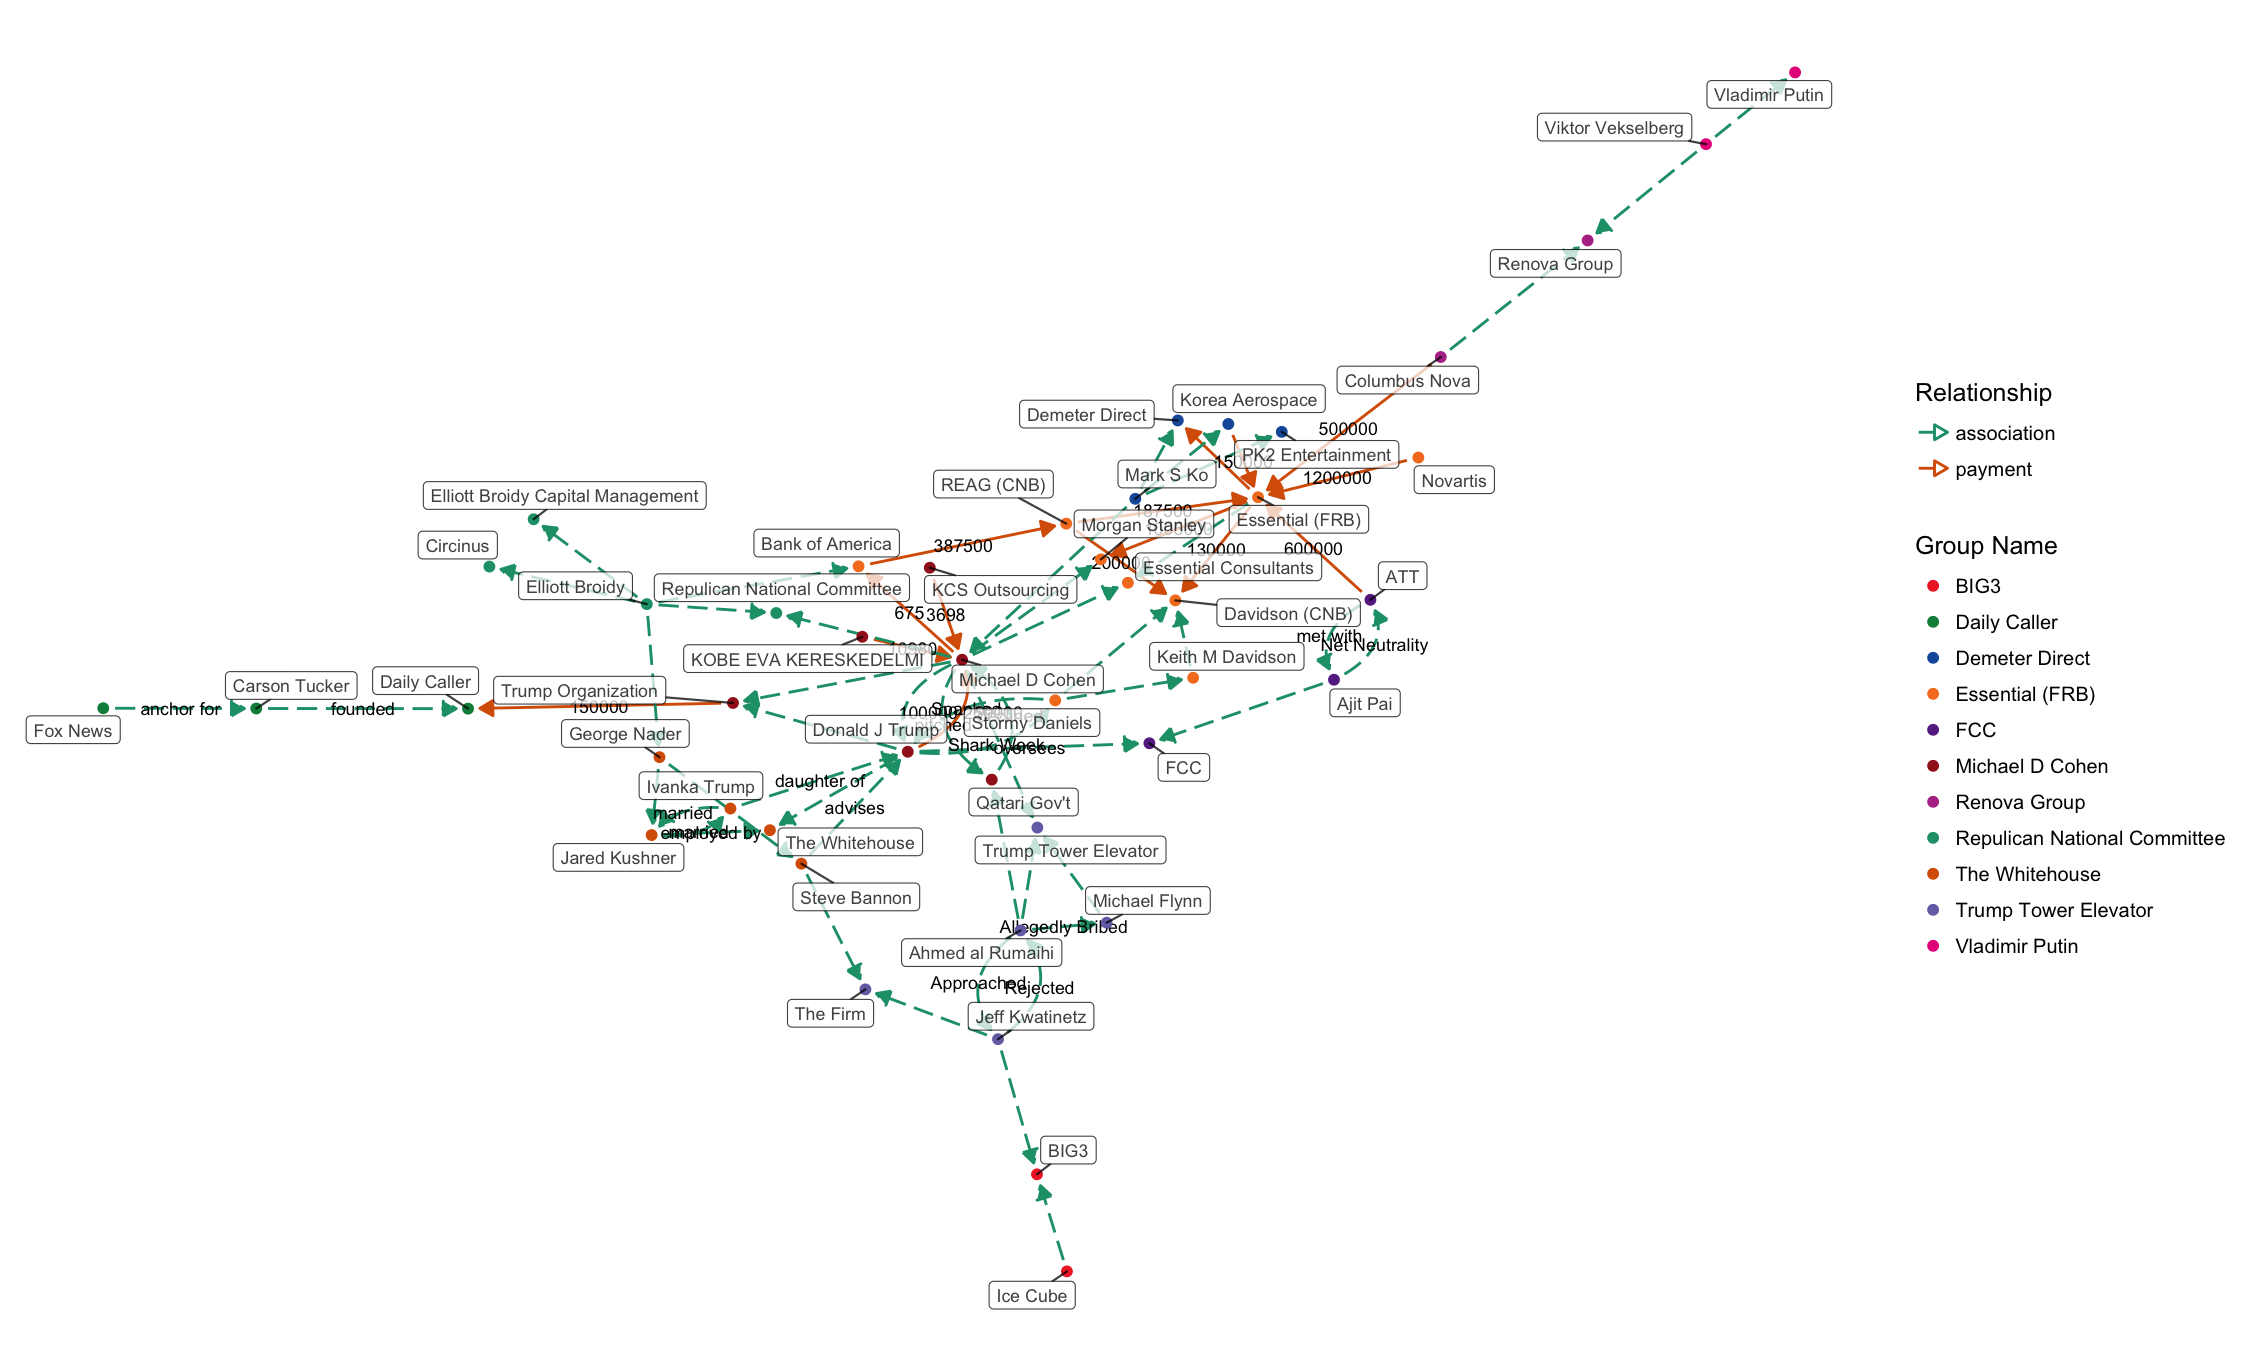 Vladimir Putin
Viktor Vekselberg
Renova Group
Columbus Nova
Korea Aerospace
Demeter Direct
500000
PK2 Entertainment
Mark S Ko
1200000
Novartis
REAG (CNB)
Elliott Broidy Capital Management
187500
Morgan Stanley
Essential (FRB)
Circinus
Bank of America
387500
130000
600000
200000
Essential Consultants
ATT
Elliott Broidy
Repulican National Committee
KCS Outsourcing
675
3698
Davidson (CNB)
met with
Net Neutrality
10980
KOBE EVA KERESKEDELMI
Keith M Davidson
Michael D Cohen
Carson Tucker
Daily Caller
Trump Organization
150000
anchor for
founded
Ajit Pai
Fox News
George Nader
Donald J Trump
Stormy Daniels
Shark Week
oversees
FCC
Ivanka Trump
daughter of
Qatari Gov't
married
advises
married
employed by
The Whitehouse
Jared Kushner
Trump Tower Elevator
Steve Bannon
Michael Flynn
Allegedly Bribed
Ahmed al Rumaihi
Approached
Rejected
The Firm
Jeff Kwatinetz
BIG3
Ice Cube
Relationship
association
payment
Group Name
BIG3
Daily Caller
Demeter Direct
Essential (FRB)
FCC
Michael D Cohen
Renova Group
Repulican National Committee
The Whitehouse
Trump Tower Elevator
Vladimir Putin